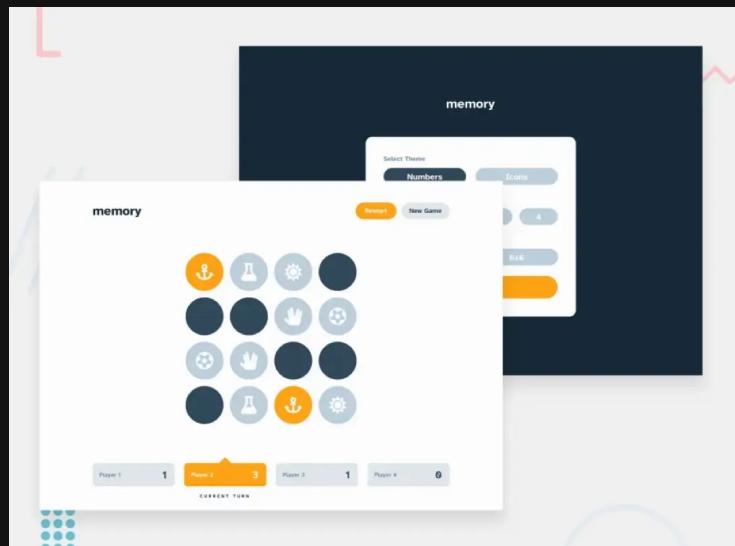 memory
Select Theme
Numbers Icons
4
6x6
memory
Restart New Game
Player 1 1
Player 2 3
Player 3 1
Player 4 0
CURRENT TURN